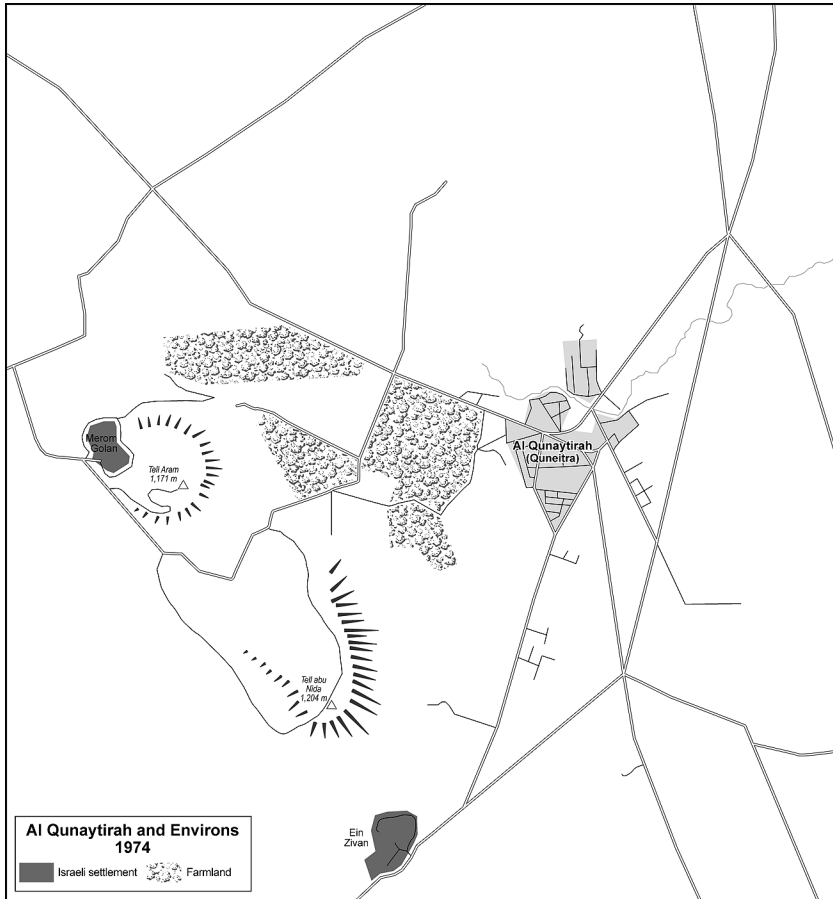 Merom
Golan
Tell Aram
1,171 m
Al-Qunaytirah
(Quneitra)
Tell abu
Nida
1,204 m
Ein
Zivan
Al Qunaytirah and Environs
1974
Israeli settlement
Farmland